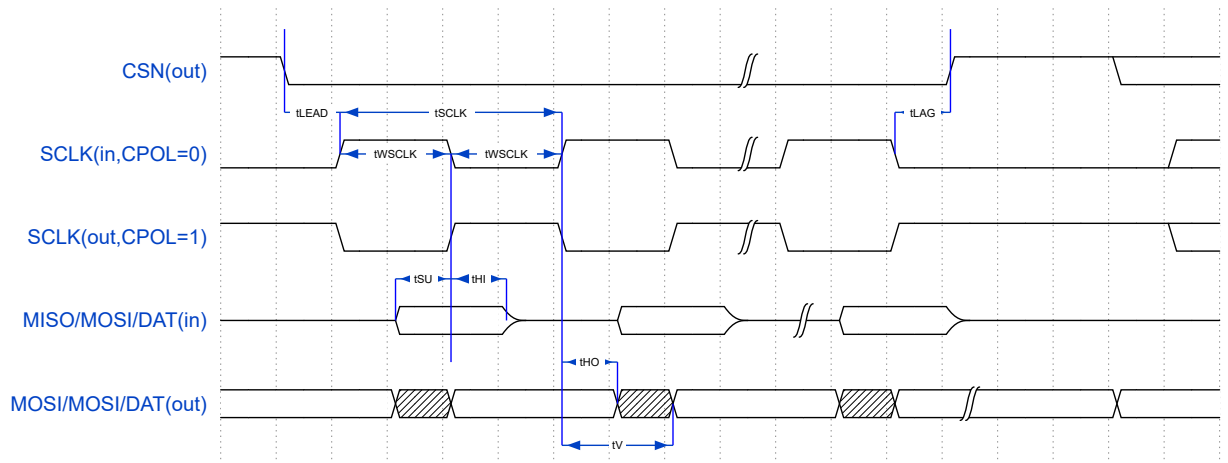 CSN(out)
tLEAD
tSCLK
tLAG
SCLK(in,CPOL=0)
tWSCLK
tWSCLK
SCLK(out,CPOL=1)
tSU
tHI
MISO/MOSI/DAT(in)
tHO
MOSI/MOSI/DAT(out)
tV